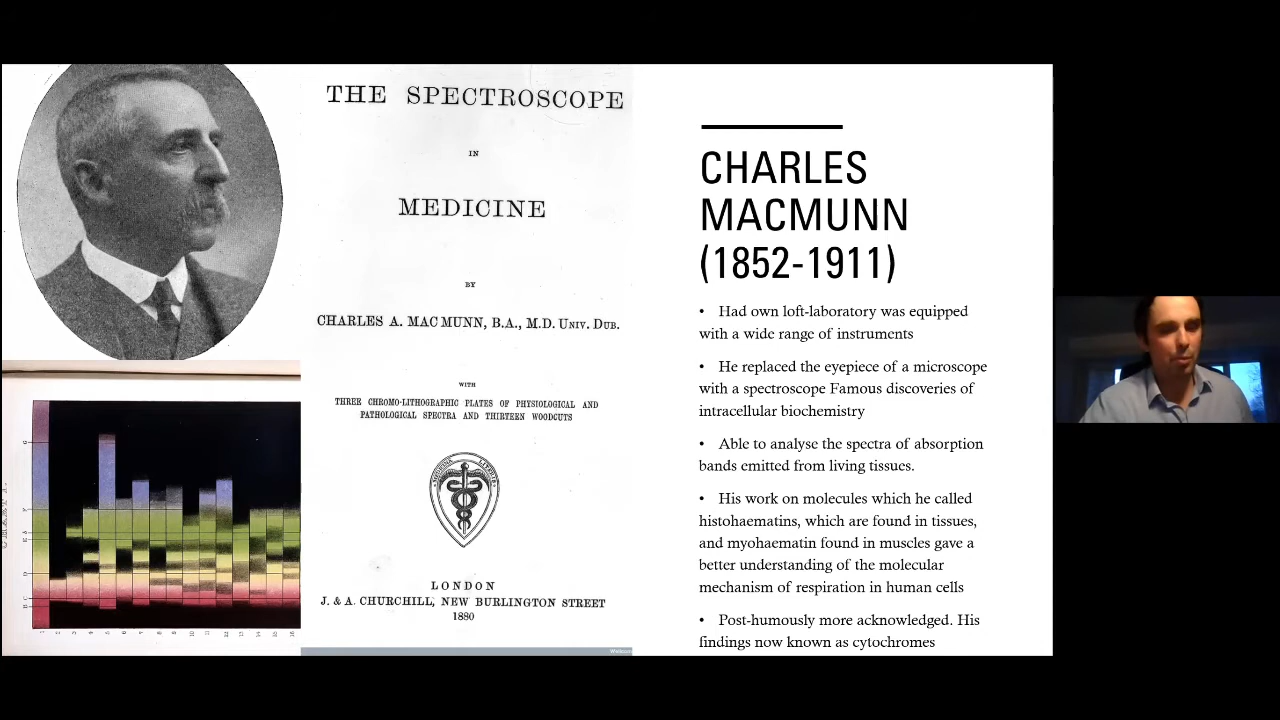 THE SPECTROSCOPE
IN
MEDICINE
BY
CHARLES A. MAC MUNN, B.A., M.D. UNIV. DUB.
WITH
THREE CHROMO-LITHOGRAPHIC PLATES OF PHYSIOLOGICAL AND
PATHOLOGICAL SPECTRA AND THIRTEEN WOODCUTS
LONDON
J. & A. CHURCHILL, NEW BURLINGTON STREET
1880
CHARLES
MACMUNN
(1852-1911)
• Had own loft-laboratory was equipped
with a wide range of instruments
• He replaced the eyepiece of a microscope
with a spectroscope Famous discoveries of
intracellular biochemistry
• Able to analyse the spectra of absorption
bands emitted from living tissues.
• His work on molecules which he called
histohaematins, which are found in tissues,
and myohaematin found in muscles gave a
better understanding of the molecular
mechanism of respiration in human cells
• Post-humously more acknowledged. His
findings now known as cytochromes